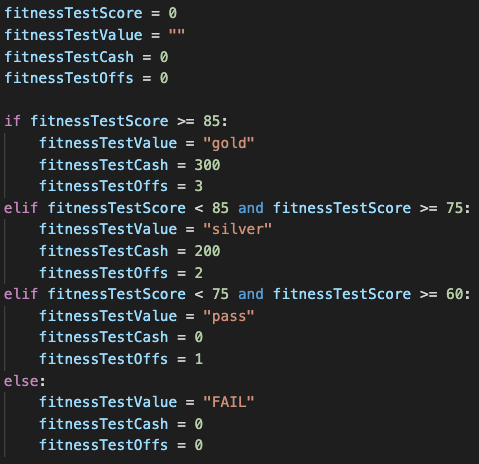 fitnessTestScore = 0
fitnessTestValue = ""
fitnessTestCash = 0
fitnessTestOffs = 0

if fitnessTestScore >= 85:
    fitnessTestValue = "gold"
    fitnessTestCash = 300
    fitnessTestOffs = 3
elif fitnessTestScore < 85 and fitnessTestScore >= 75:
    fitnessTestValue = "silver"
    fitnessTestCash = 200
    fitnessTestOffs = 2
elif fitnessTestScore < 75 and fitnessTestScore >= 60:
    fitnessTestValue = "pass"
    fitnessTestCash = 0
    fitnessTestOffs = 1
else:
    fitnessTestValue = "FAIL"
    fitnessTestCash = 0
    fitnessTestOffs = 0